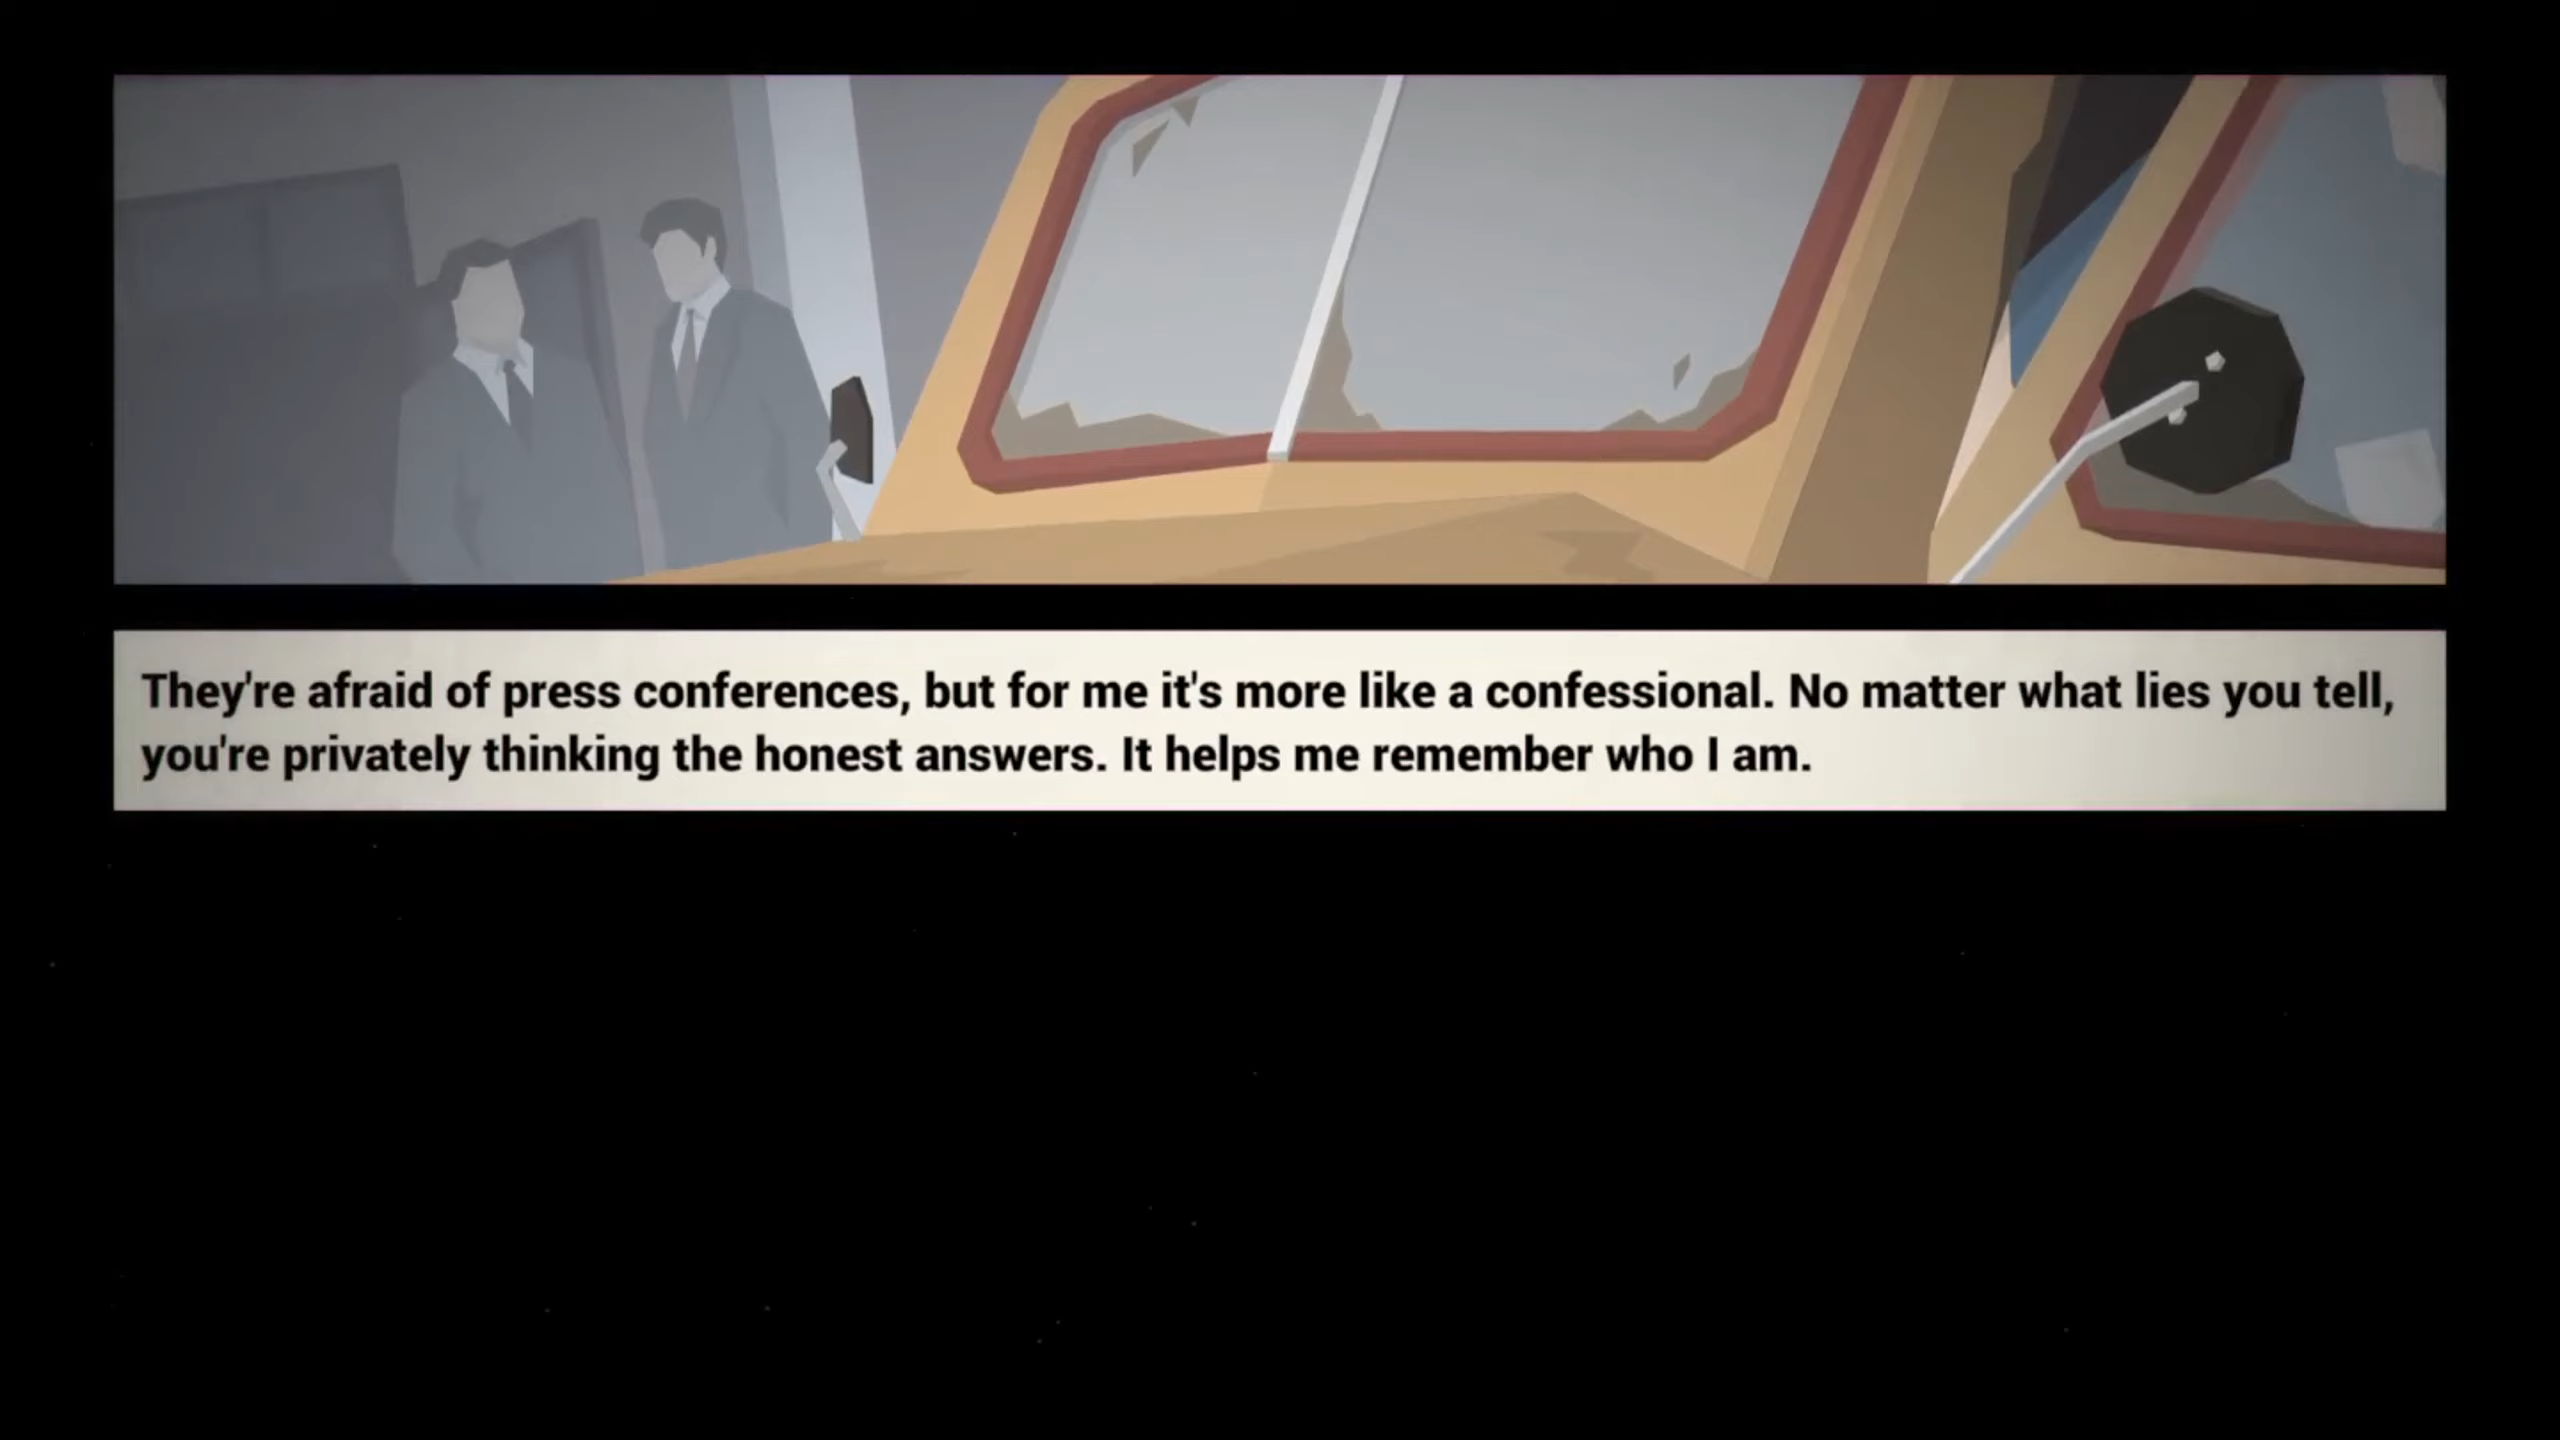 They're afraid of press conferences, but for me it's more like a confessional. No matter what lies you tell,
you're privately thinking the honest answers. It helps me remember who I am.